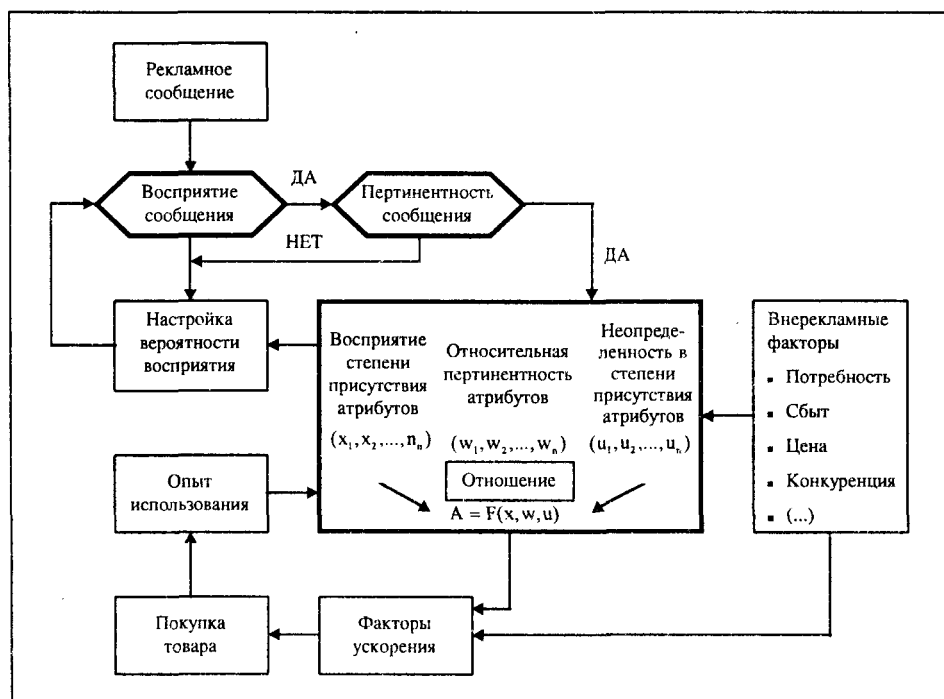 Рекламное
сообщение
Восприятие
сообщения
ДА
Пертинентность
сообщения
НЕТ
ДА
Настройка
вероятности
восприятия
Восприятие
степени
присутствия
атрибутов
(x₁, x₂,..., nₙ)
Относительная
пертинентность
атрибутов
(w₁, w₂,..., wₙ)
Неопреде-
ленность в
степени
присутствия
атрибутов
(u₁, u₂,..., uₙ)
Отношение
A = F(x, w, u)
Внерекламные
факторы
▪ Потребность
▪ Сбыт
▪ Цена
▪ Конкуренция
▪ (...)
Опыт
использования
Покупка
товара
Факторы
ускорения